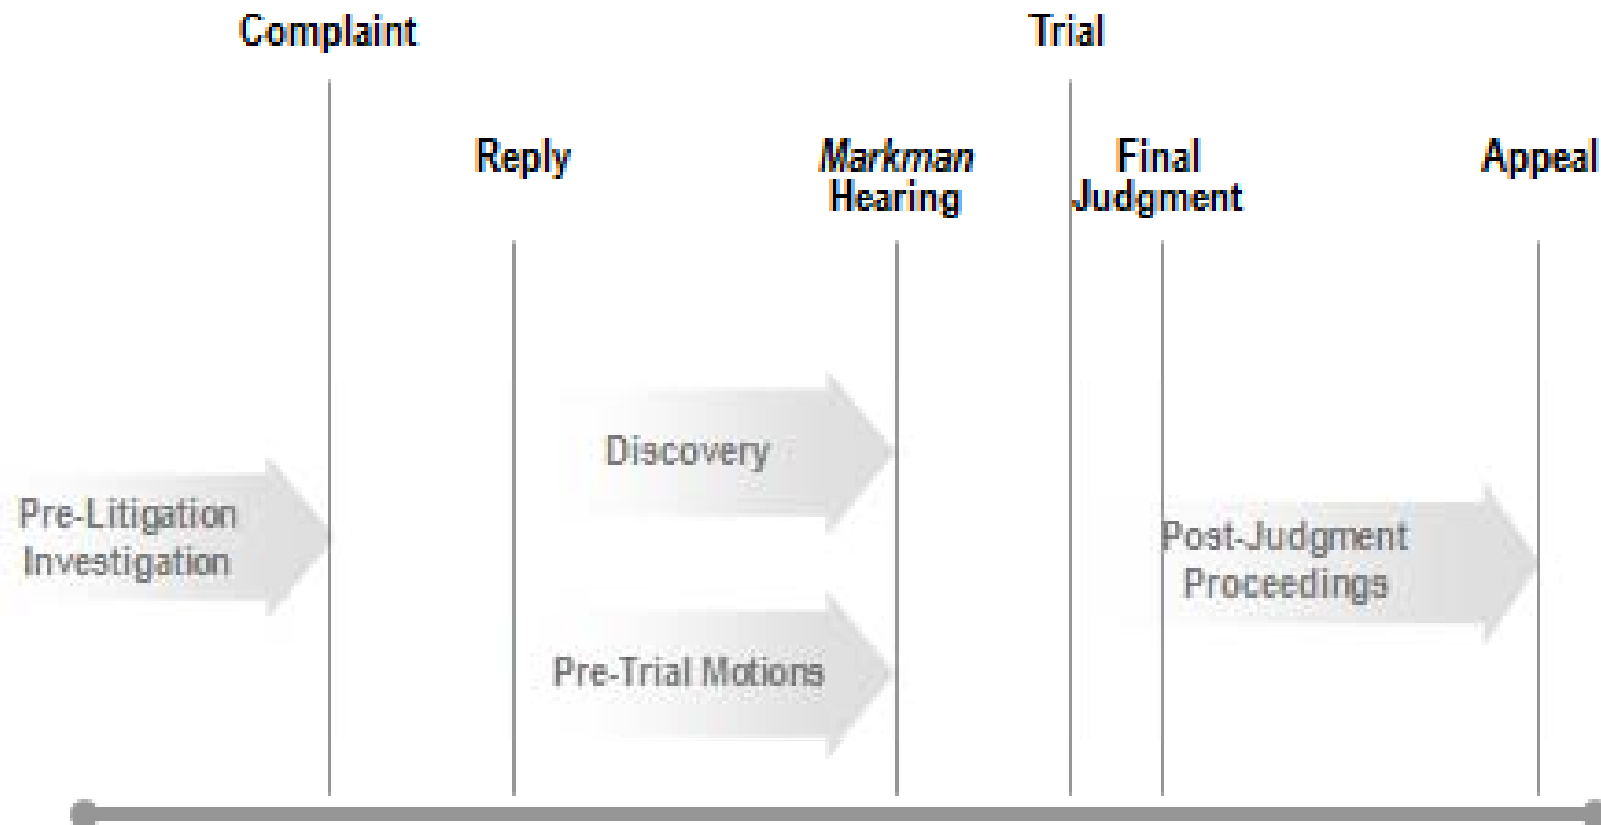 Complaint
Trial
Reply
Markman
Hearing
Final
Judgment
Appeal
Discovery
Pre-Litigation
Investigation
Post-Judgment
Proceedings
Pre-Trial Motions